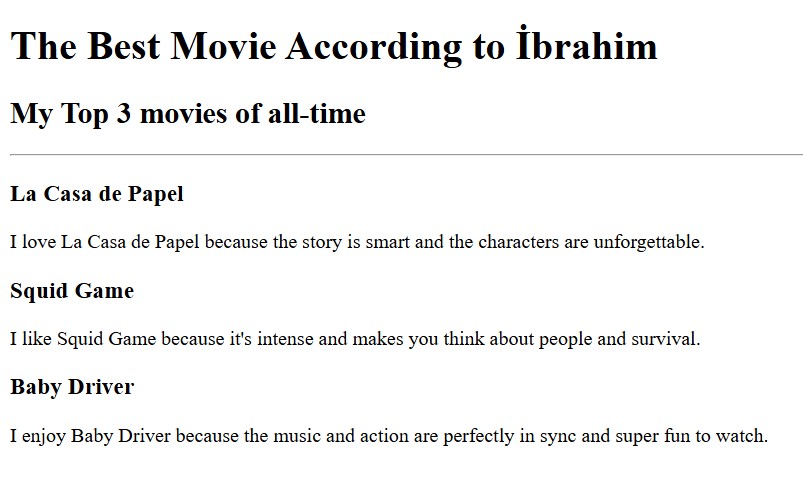 The Best Movie According to İbrahim
My Top 3 movies of all-time
La Casa de Papel
I love La Casa de Papel because the story is smart and the characters are unforgettable.
Squid Game
I like Squid Game because it's intense and makes you think about people and survival.
Baby Driver
I enjoy Baby Driver because the music and action are perfectly in sync and super fun to watch.